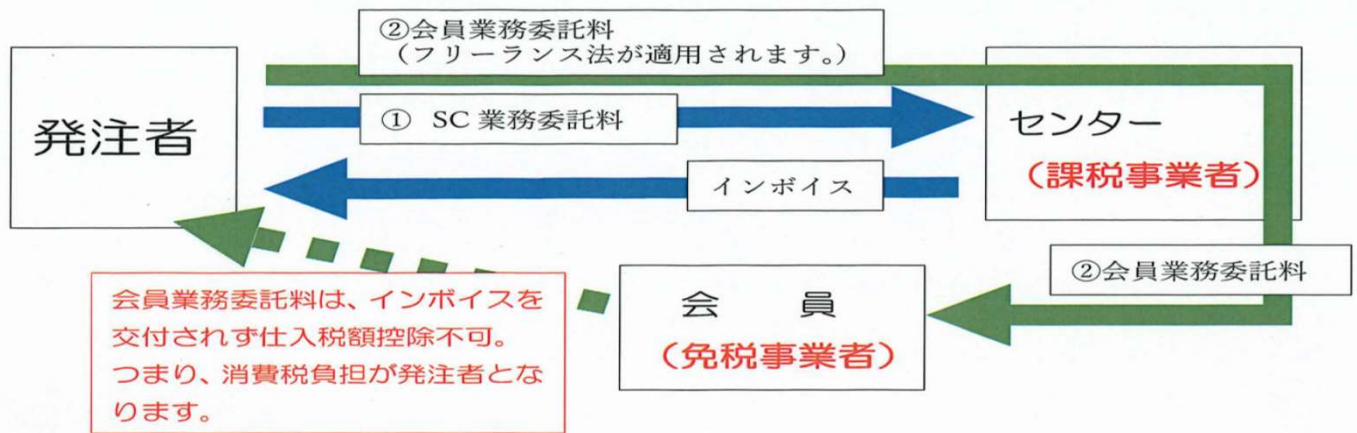 ②会員業務委託料
（フリーランス法が適用されます。）
発注者
① SC 業務委託料
センター
（課税事業者）
インボイス
②会員業務委託料
会員業務委託料は、インボイスを
交付されず仕入税額控除不可。
つまり、消費税負担が発注者とな
ります。
会　員
（免税事業者）